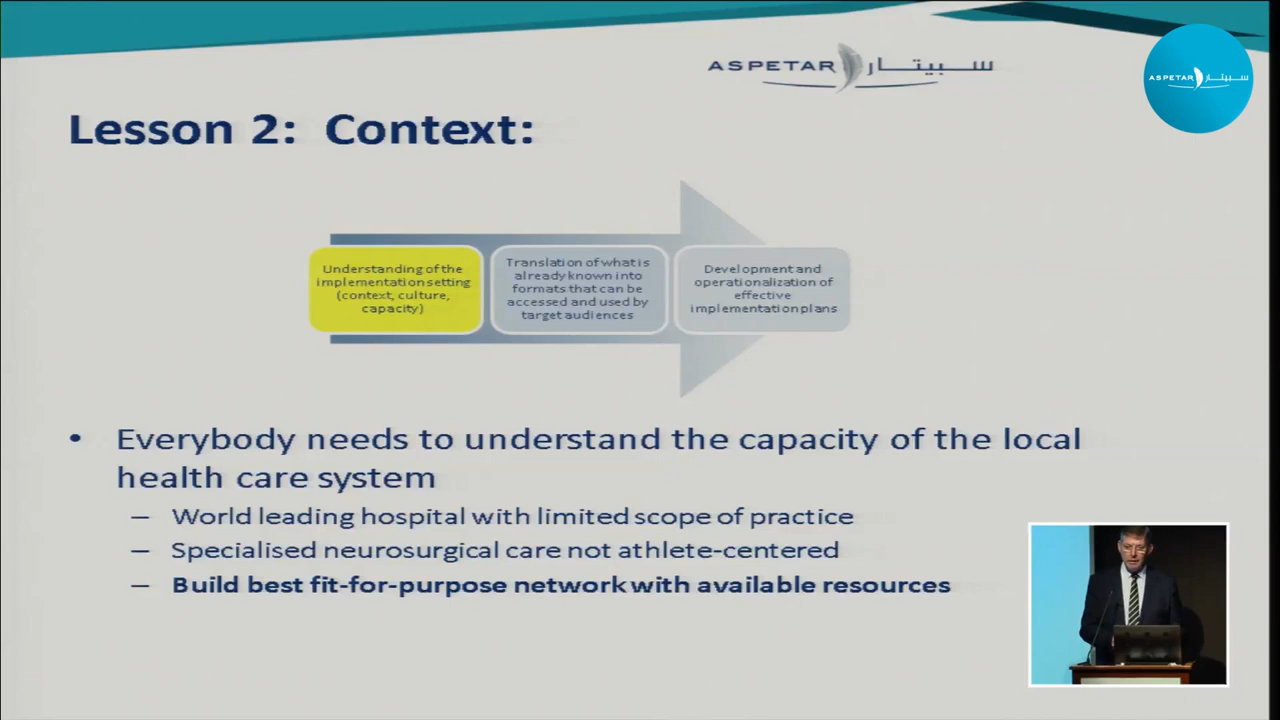 ASPETAR سبيتار
ASPETAR سبيتار
Lesson 2: Context:
Understanding of the
implementation setting
(context, culture,
capacity)
Translation of what is
already known into
formats that can be
accessed and used by
target audiences
Development and
operationalization of
effective
implementation plans
• Everybody needs to understand the capacity of the local
health care system
– World leading hospital with limited scope of practice
– Specialised neurosurgical care not athlete-centered
– Build best fit-for-purpose network with available resources